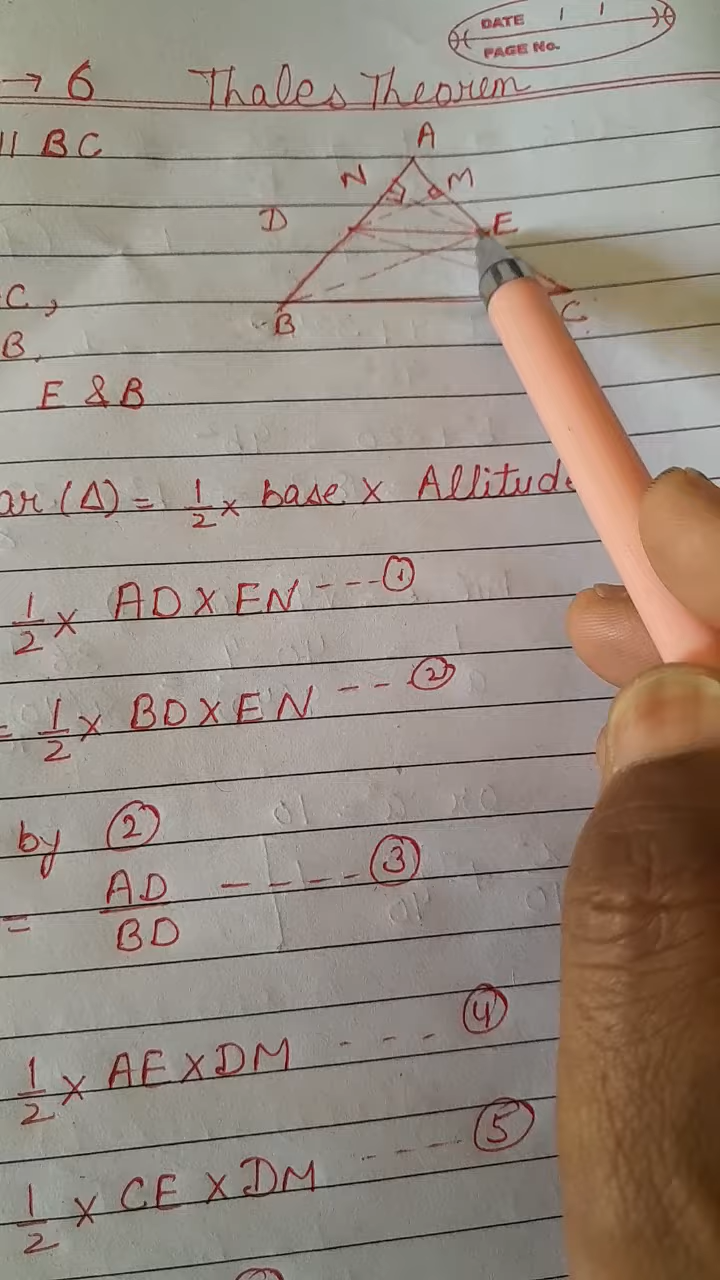 DATE / /
PAGE No.
→ 6 Thales Theorem
|| BC
A
N M
D E
B C
C,
B.
E & B
ar (Δ) = 1/2 × base × Allitude
1/2 × AD × EN --- ①
= 1/2 × BD × EN --- ②
by ②
= AD/BD ---- ③
1/2 × AE × DM --- ④
1/2 × CE × DM ---- ⑤